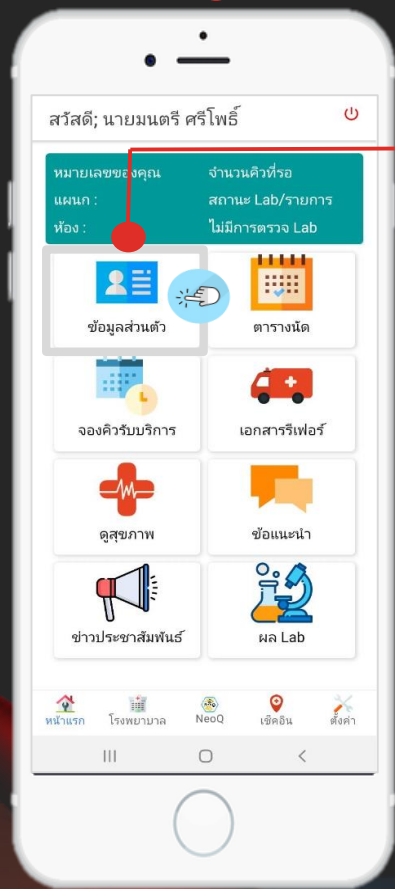 สวัสดี; นายมนตรี ศรีโพธิ์
หมายเลขของคุณ จำนวนคิวที่รอ
แผนก : สถานะ Lab/รายการ
ห้อง : ไม่มีการตรวจ Lab
ข้อมูลส่วนตัว ตารางนัด
จองคิวรับบริการ เอกสารรีเฟอร์
ดูสุขภาพ ข้อแนะนำ
ข่าวประชาสัมพันธ์ ผล Lab
หน้าแรก โรงพยาบาล NeoQ เช็คอิน ตั้งค่า